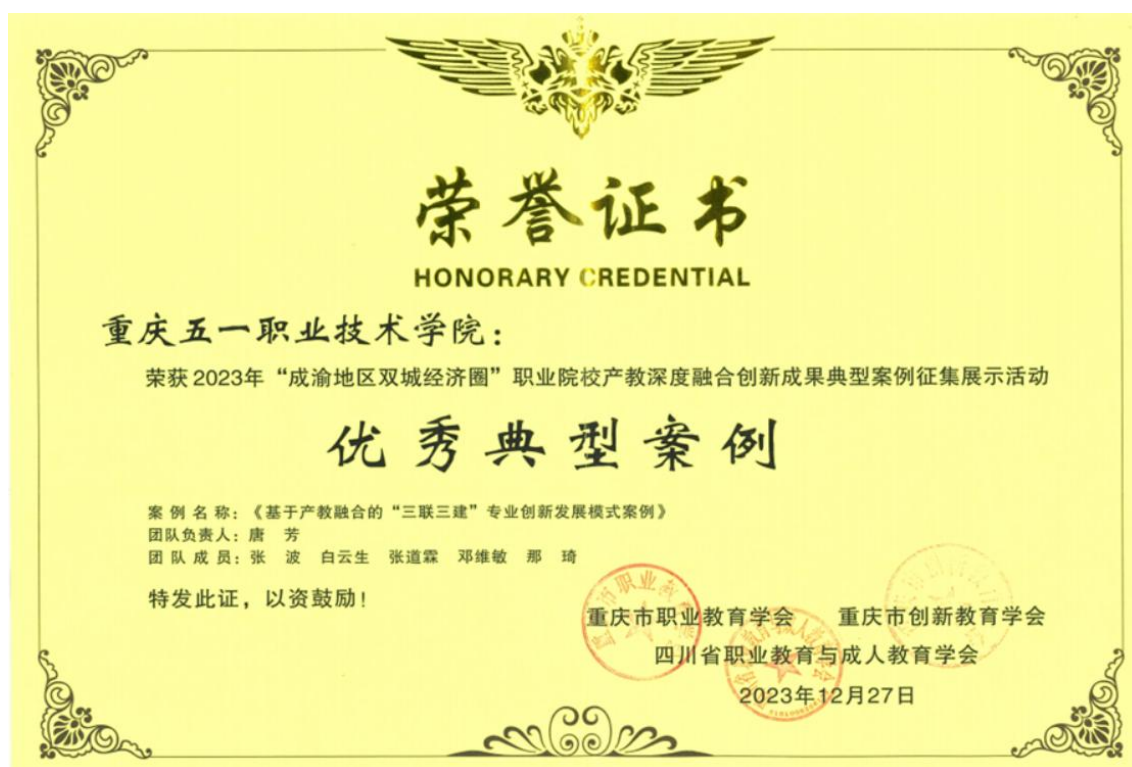 荣誉证书
HONORARY CREDENTIAL
重庆五一职业技术学院：
荣获2023年“成渝地区双城经济圈”职业院校产教深度融合创新成果典型案例征集展示活动
优秀典型案例
案例名称：《基于产教融合的“三联三建”专业创新发展模式案例》
团队负责人：唐 芳
团队成员：张 波 白云生 张道霖 邓维敏 那 琦
特发此证，以资鼓励！
重庆市职业教育学会 重庆市创新教育学会
四川省职业教育与成人教育学会
2023年12月27日